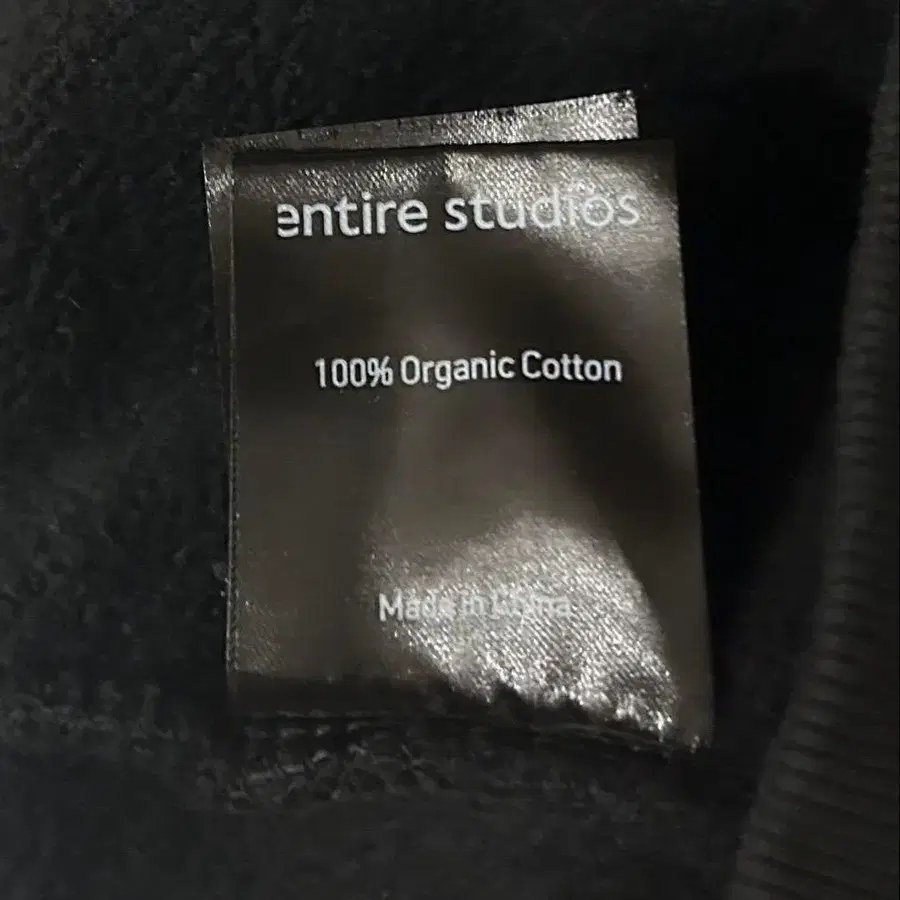 entire studios
100% Organic Cotton
Made in China